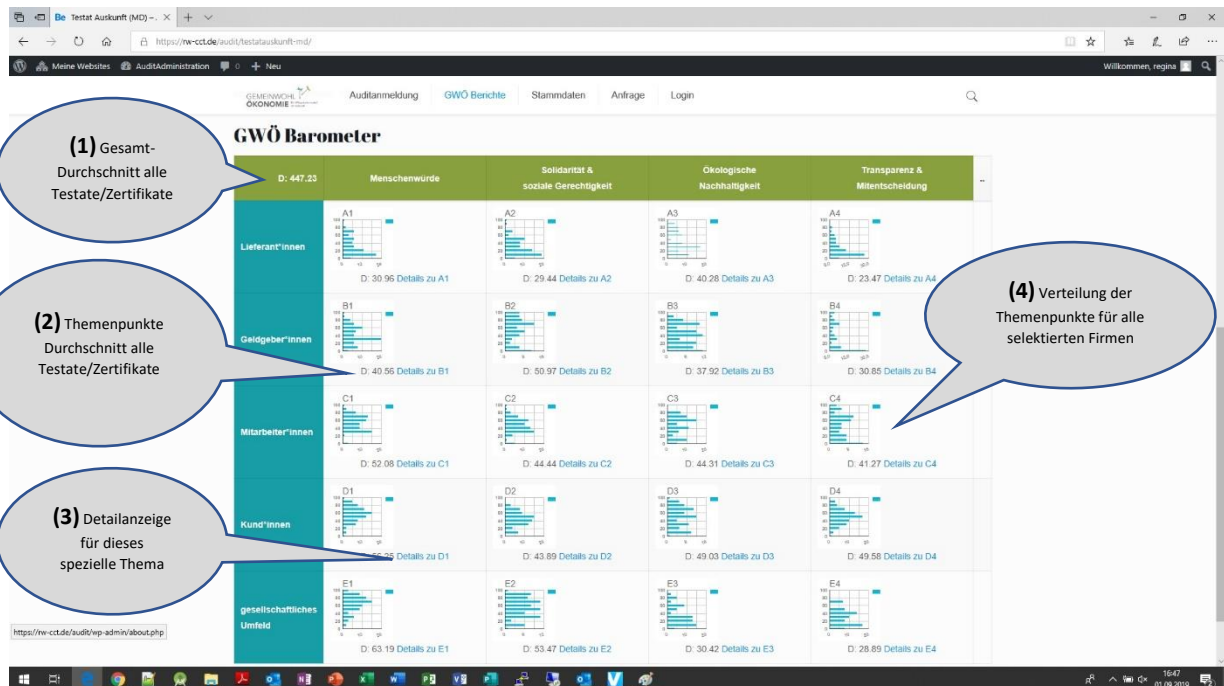 Testat Auskunft (MD) – .
https://rw-cct.de/audit/testatauskunft-md/
Meine Websites AuditAdministration 0 + Neu
Willkommen, regina
GEMEINWOHL ÖKONOMIE
Auditanmeldung GWÖ Berichte Stammdaten Anfrage Login
GWÖ Barometer
(1) Gesamt-
Durchschnitt alle
Testate/Zertifikate
(2) Themenpunkte
Durchschnitt alle
Testate/Zertifikate
(3) Detailanzeige
für dieses
spezielle Thema
(4) Verteilung der
Themenpunkte für alle
selektierten Firmen
D: 447.23
Menschenwürde
Solidarität &
soziale Gerechtigkeit
Ökologische
Nachhaltigkeit
Transparenz &
Mitentscheidung
..
Lieferant*innen
A1 A2 A3 A4
D: 30.96 Details zu A1
D: 29.44 Details zu A2
D: 40.28 Details zu A3
D: 23.47 Details zu A4
Geldgeber*innen
B1 B2 B3 B4
D: 40.56 Details zu B1
D: 50.97 Details zu B2
D: 37.92 Details zu B3
D: 30.85 Details zu B4
Mitarbeiter*innen
C1 C2 C3 C4
D: 52.08 Details zu C1
D: 44.44 Details zu C2
D: 44.31 Details zu C3
D: 41.27 Details zu C4
Kund*innen
D1 D2 D3 D4
Details zu D1
D: 43.89 Details zu D2
D: 49.03 Details zu D3
D: 49.58 Details zu D4
gesellschaftliches
Umfeld
E1 E2 E3 E4
D: 63.19 Details zu E1
D: 53.47 Details zu E2
D: 30.42 Details zu E3
D: 28.89 Details zu E4
https://rw-cct.de/audit/wp-admin/about.php
16:47
01.09.2019